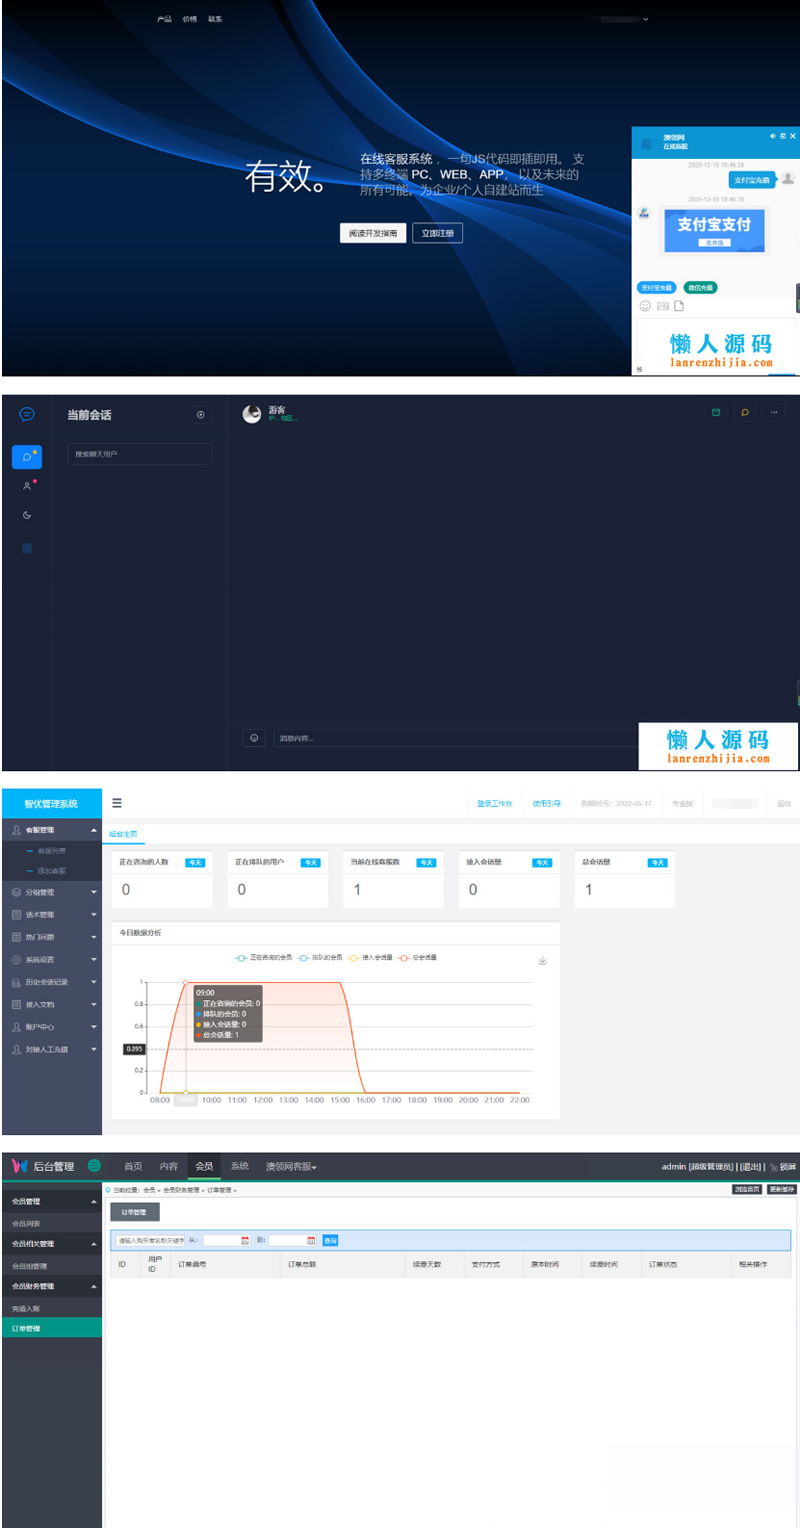 产品 价格 联系
有效。
在线客服系统 ，一句JS代码即插即用。 支
持多终端 PC、WEB、APP， 以及未来的
所有可能。为企业/个人自建站而生
阅读开发指南 立即注册
澳领网
在线客服
2020-12-19 10:46:38
支付宝充值
2020-12-19 10:46:39
支付宝支付
去充值
支付宝充值 微信充值
懒人源码
lanrenzhijia.com
当前会话
搜索聊天用户
游客
IP... 地区...
消息内容...
懒人源码
lanrenzhijia.com
智优管理系统
登录工作台 使用引导 到期时间：2022-06-17 专业版 退出
客服管理
客服列表
添加客服
分组管理
话术管理
热门问题
系统设置
历史会话记录
接入文档
账户中心
对接人工充值
后台主页
正在咨询的人数 今天
0
正在排队的用户 今天
0
当前在线客服数 今天
1
接入会话量 今天
0
总会话量 今天
1
今日数据分析
正在咨询的会员 排队的会员 接入会话量 总会话量
1
0.8
0.6
0.395
0.2
0
09:00
正在咨询的会员: 0
排队的会员: 0
接入会话量: 0
总会话量: 1
08:00 10:00 11:00 12:00 13:00 14:00 15:00 16:00 17:00 18:00 19:00 20:00 21:00 22:00
后台管理
首页 内容 会员 系统 澳领网客服
admin [超级管理员] | [退出] | 锁屏
会员管理
会员列表
会员相关管理
会员组管理
会员财务管理
充值入账
订单管理
当前位置：会员 > 会员财务管理 > 订单管理 >
浏览首页 更新缓存
订单管理
请输入购买者名称关键字 从: 到: 查询
ID 用户ID 订单编号 订单总额 续费天数 支付方式 原本时间 续费时间 订单状态 相关操作